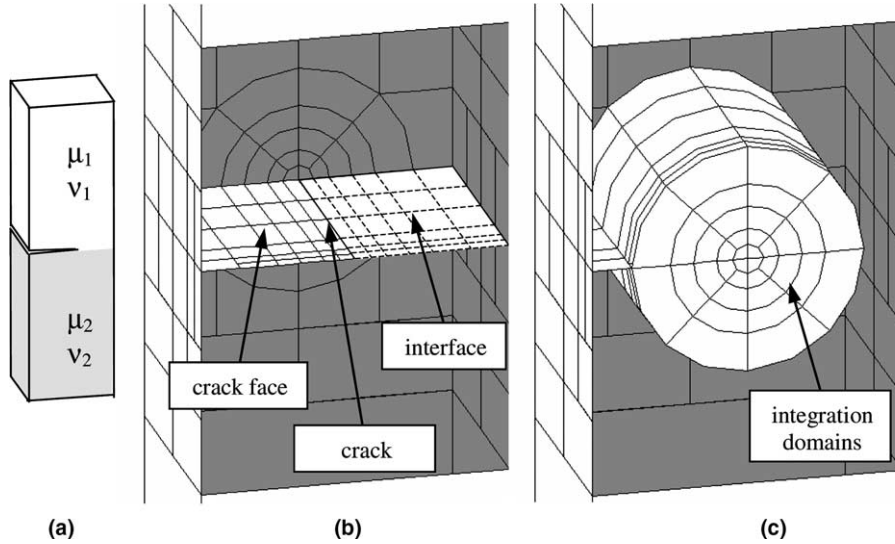 μ1
ν1
μ2
ν2
crack face
crack
interface
integration
domains
(a)
(b)
(c)